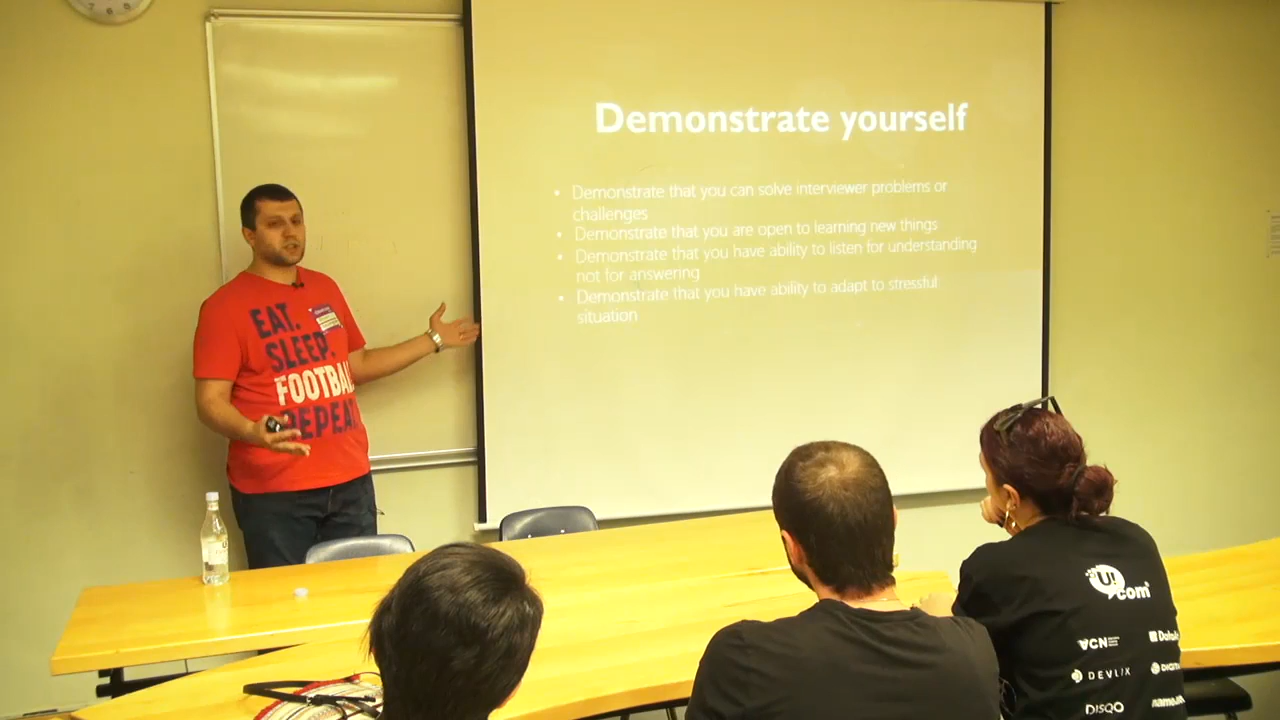 Demonstrate yourself
• Demonstrate that you can solve interviewer problems or
challenges
• Demonstrate that you are open to learning new things
• Demonstrate that you have ability to listen for understanding
not for answering
• Demonstrate that you have ability to adapt to stressful
situation
EAT.
SLEEP.
FOOTBAL
REPEAT
U!
com
VCN
DEVLIX
DISQO